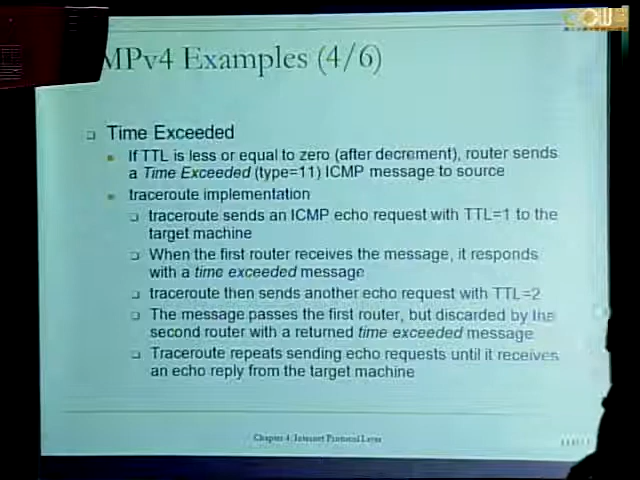 MPv4 Examples (4/6)
Time Exceeded
If TTL is less or equal to zero (after decrement), router sends
a Time Exceeded (type=11) ICMP message to source
traceroute implementation
traceroute sends an ICMP echo request with TTL=1 to the
target machine
When the first router receives the message, it responds
with a time exceeded message
traceroute then sends another echo request with TTL=2
The message passes the first router, but discarded by the
second router with a returned time exceeded message
Traceroute repeats sending echo requests until it receives
an echo reply from the target machine
Chapter 4: Internet Protocol Layer